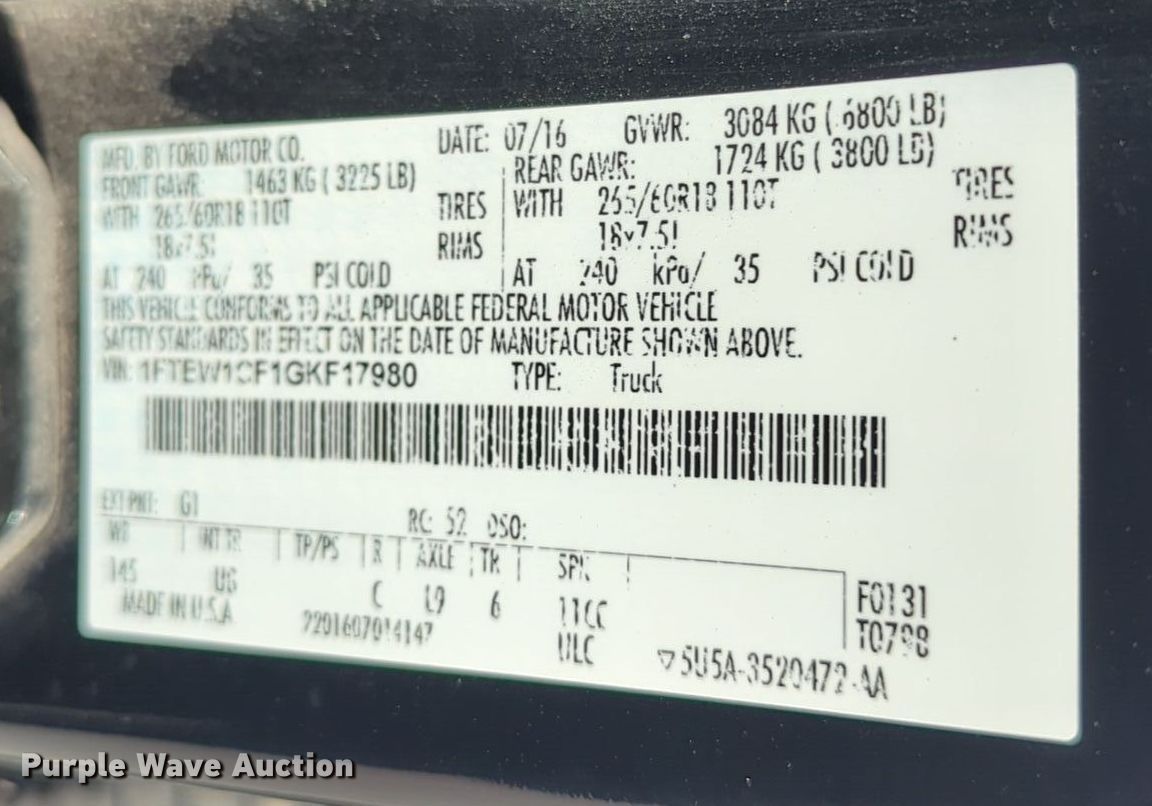 MFD. BY FORD MOTOR CO. DATE: 07/16 GVWR: 3084 KG ( 6800 LB)
FRONT GAWR: 1463 KG ( 3225 LB) REAR GAWR: 1724 KG ( 3800 LB)
WITH 265/60R18 110T TIRES WITH 265/60R18 110T TIRES
18x7.5J RIMS 18x7.5J RIMS
AT 240 kPa/ 35 PSI COLD AT 240 kPa/ 35 PSI COLD
THIS VEHICLE CONFORMS TO ALL APPLICABLE FEDERAL MOTOR VEHICLE
SAFETY STANDARDS IN EFFECT ON THE DATE OF MANUFACTURE SHOWN ABOVE.
VIN: 1FTEW1CF1GKF17980 TYPE: Truck
EXT PNT: G1 RC: 52 DSO:
WB INT TR TP/PS R AXLE TR SPR
145 UG C L9 6 11CC F0131
MADE IN U.S.A. 2201607014147 ULC T0798
▽5U5A-3520472-AA
Purple Wave Auction